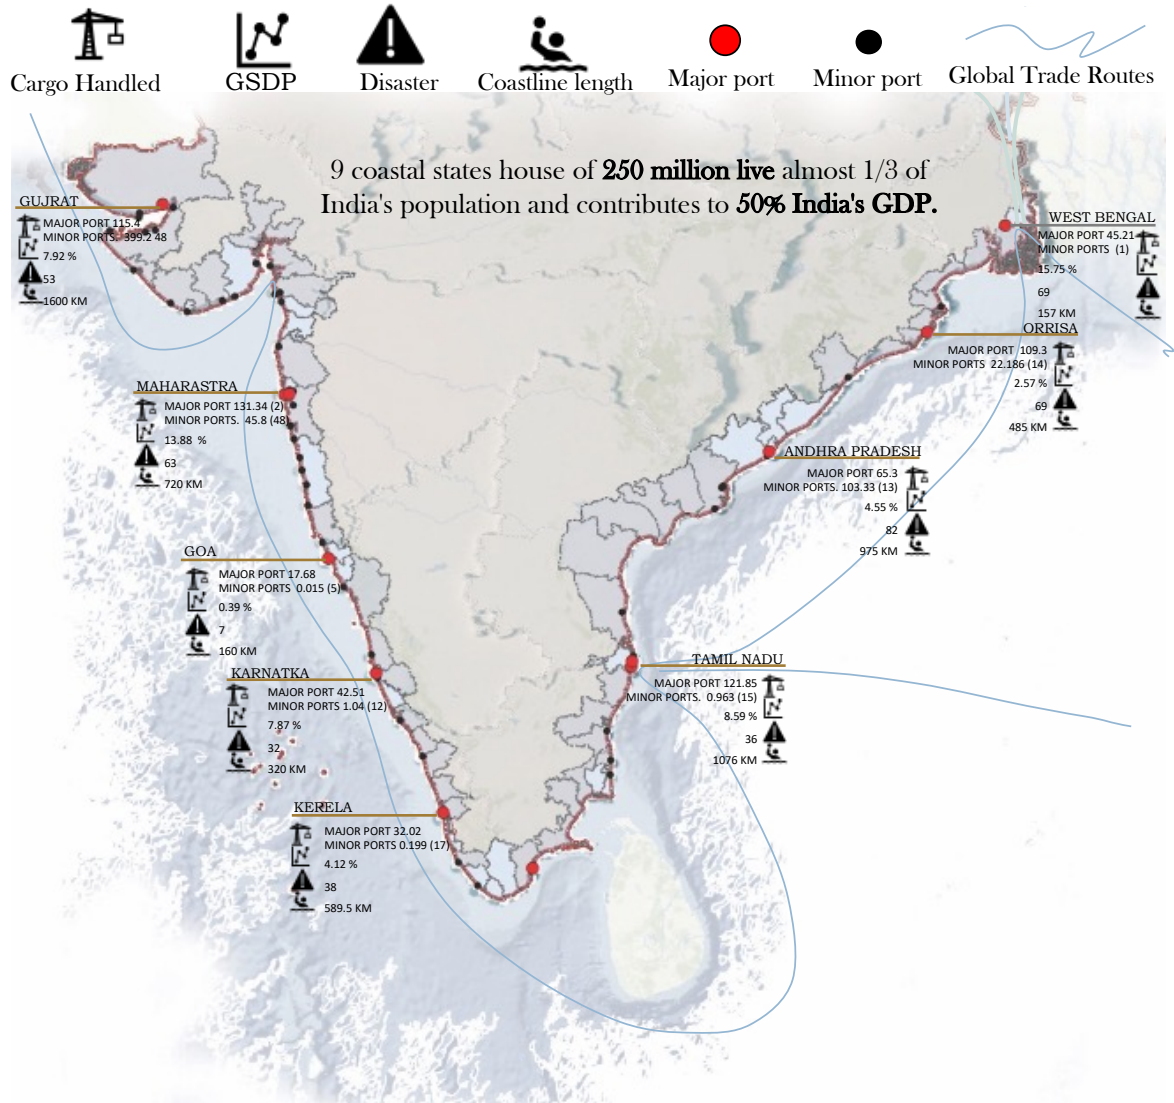 Cargo Handled
GSDP
Disaster
Coastline length
Major port
Minor port
Global Trade Routes
9 coastal states house of 250 million live almost 1/3 of
India's population and contributes to 50% India's GDP.
GUJRAT
MAJOR PORT 115.4
MINOR PORTS. 399.2 48
7.92 %
53
1600 KM
WEST BENGAL
MAJOR PORT 45.21
MINOR PORTS (1)
15.75 %
69
157 KM
ORRISA
MAJOR PORT 109.3
MINOR PORTS 22.186 (14)
2.57 %
69
485 KM
MAHARASTRA
MAJOR PORT 131.34 (2)
MINOR PORTS. 45.8 (48)
13.88 %
63
720 KM
ANDHRA PRADESH
MAJOR PORT 65.3
MINOR PORTS. 103.33 (13)
4.55 %
82
975 KM
GOA
MAJOR PORT 17.68
MINOR PORTS 0.015 (5)
0.39 %
7
160 KM
KARNATKA
MAJOR PORT 42.51
MINOR PORTS 1.04 (12)
7.87 %
32
320 KM
TAMIL NADU
MAJOR PORT 121.85
MINOR PORTS. 0.963 (15)
8.59 %
36
1076 KM
KERELA
MAJOR PORT 32.02
MINOR PORTS 0.199 (17)
4.12 %
38
589.5 KM